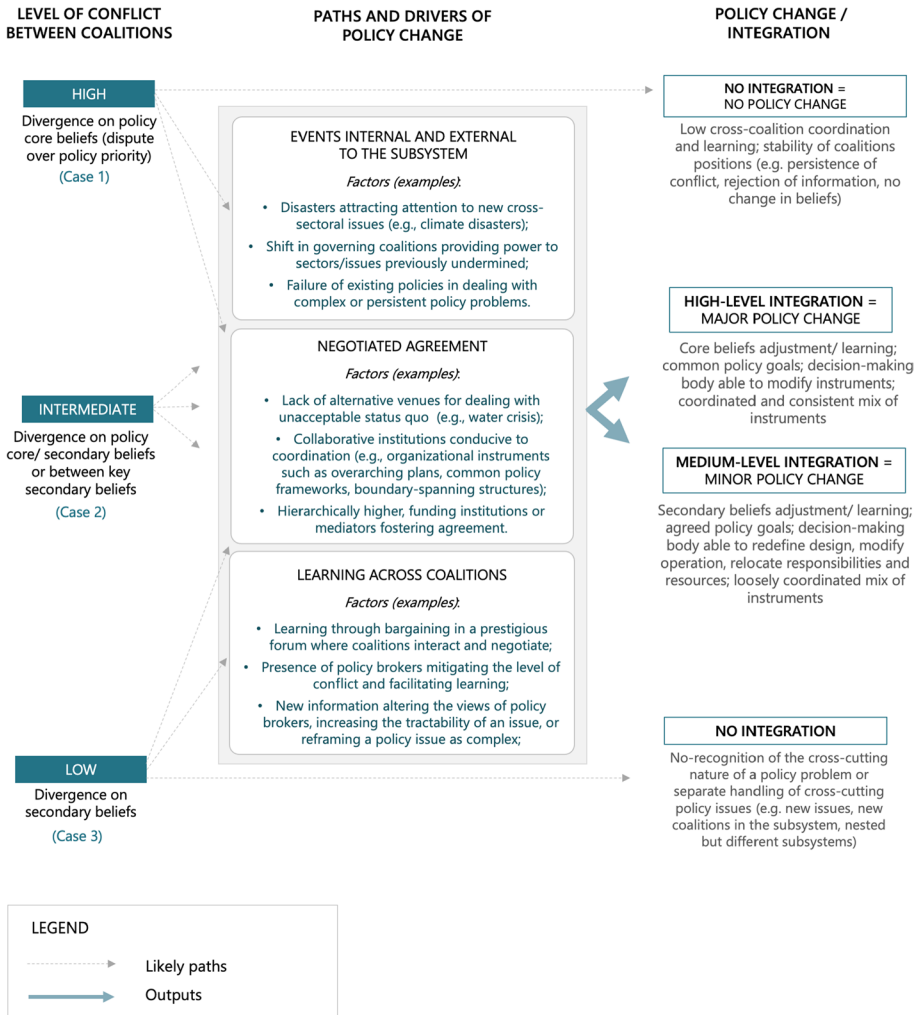 LEVEL OF CONFLICT
BETWEEN COALITIONS
PATHS AND DRIVERS OF
POLICY CHANGE
POLICY CHANGE /
INTEGRATION
HIGH
Divergence on policy
core beliefs (dispute
over policy priority)
(Case 1)
INTERMEDIATE
Divergence on policy
core/ secondary beliefs
or between key
secondary beliefs
(Case 2)
LOW
Divergence on
secondary beliefs
(Case 3)
EVENTS INTERNAL AND EXTERNAL
TO THE SUBSYSTEM
Factors (examples):
• Disasters attracting attention to new cross-
sectoral issues (e.g., climate disasters);
• Shift in governing coalitions providing power to
sectors/issues previously undermined;
• Failure of existing policies in dealing with
complex or persistent policy problems.
NEGOTIATED AGREEMENT
Factors (examples):
• Lack of alternative venues for dealing with
unacceptable status quo (e.g., water crisis);
• Collaborative institutions conducive to
coordination (e.g., organizational instruments
such as overarching plans, common policy
frameworks, boundary-spanning structures);
• Hierarchically higher, funding institutions or
mediators fostering agreement.
LEARNING ACROSS COALITIONS
Factors (examples):
• Learning through bargaining in a prestigious
forum where coalitions interact and negotiate;
• Presence of policy brokers mitigating the level of
conflict and facilitating learning;
• New information altering the views of policy
brokers, increasing the tractability of an issue, or
reframing a policy issue as complex;
NO INTEGRATION =
NO POLICY CHANGE
Low cross-coalition coordination
and learning; stability of coalitions
positions (e.g. persistence of
conflict, rejection of information, no
change in beliefs)
HIGH-LEVEL INTEGRATION =
MAJOR POLICY CHANGE
Core beliefs adjustment/ learning;
common policy goals; decision-making
body able to modify instruments;
coordinated and consistent mix of
instruments
MEDIUM-LEVEL INTEGRATION =
MINOR POLICY CHANGE
Secondary beliefs adjustment/ learning;
agreed policy goals; decision-making
body able to redefine design, modify
operation, relocate responsibilities and
resources; loosely coordinated mix of
instruments
NO INTEGRATION
No-recognition of the cross-cutting
nature of a policy problem or
separate handling of cross-cutting
policy issues (e.g. new issues, new
coalitions in the subsystem, nested
but different subsystems)
LEGEND
Likely paths
Outputs